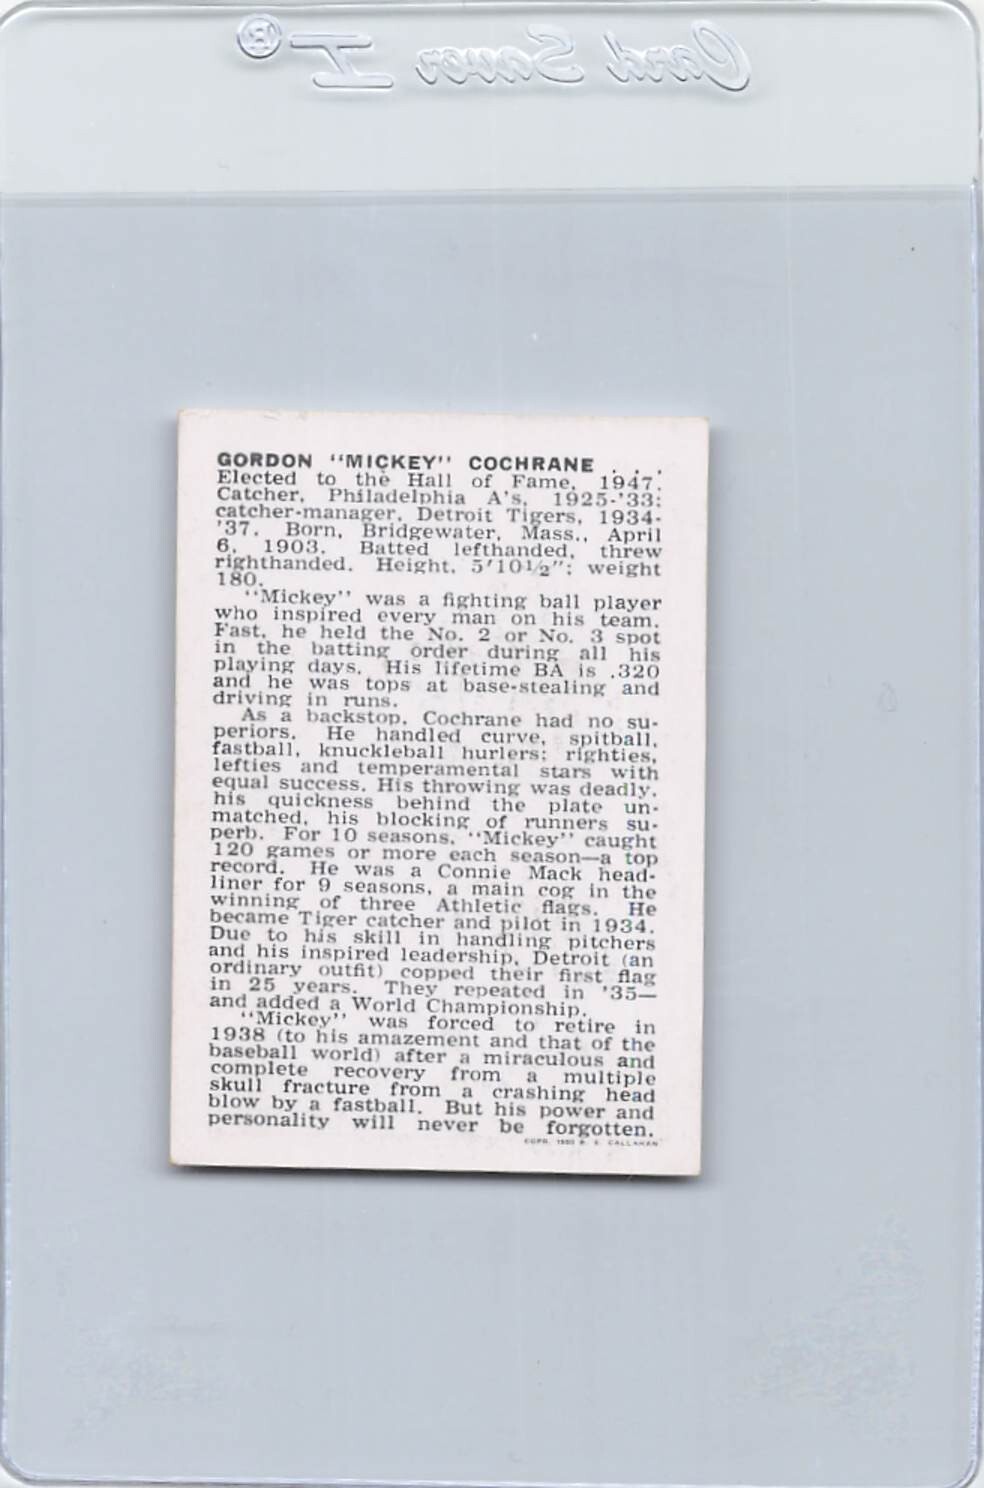 Card Saver I ®
GORDON "MICKEY" COCHRANE . . .
Elected to the Hall of Fame, 1947.
Catcher, Philadelphia A's, 1925-'33;
catcher-manager, Detroit Tigers, 1934-
'37. Born, Bridgewater, Mass., April
6, 1903. Batted lefthanded, threw
righthanded. Height, 5'10½"; weight
180.
"Mickey" was a fighting ball player
who inspired every man on his team.
Fast, he held the No. 2 or No. 3 spot
in the batting order during all his
playing days. His lifetime BA is .320
and he was tops at base-stealing and
driving in runs.
As a backstop, Cochrane had no su-
periors. He handled curve, spitball,
fastball, knuckleball hurlers; righties,
lefties and temperamental stars with
equal success. His throwing was deadly,
his quickness behind the plate un-
matched, his blocking of runners su-
perb. For 10 seasons, "Mickey" caught
120 games or more each season—a top
record. He was a Connie Mack head-
liner for 9 seasons, a main cog in the
winning of three Athletic flags. He
became Tiger catcher and pilot in 1934.
Due to his skill in handling pitchers
and his inspired leadership, Detroit (an
ordinary outfit) copped their first flag
in 25 years. They repeated in '35—
and added a World Championship.
"Mickey" was forced to retire in
1938 (to his amazement and that of the
baseball world) after a miraculous and
complete recovery from a multiple
skull fracture from a crashing head
blow by a fastball. But his power and
personality will never be forgotten.
COPR. 1950 B. E. CALLAHAN